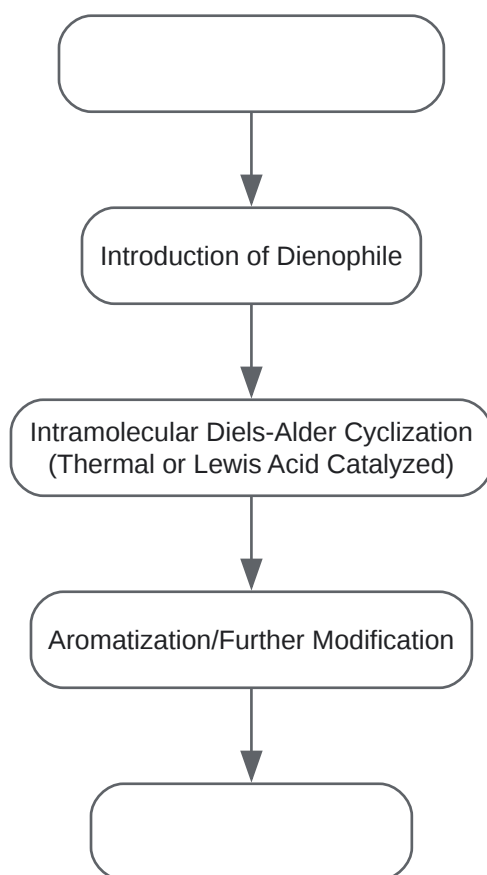 Introduction of Dienophile
Intramolecular Diels-Alder Cyclization
(Thermal or Lewis Acid Catalyzed)
Aromatization/Further Modification